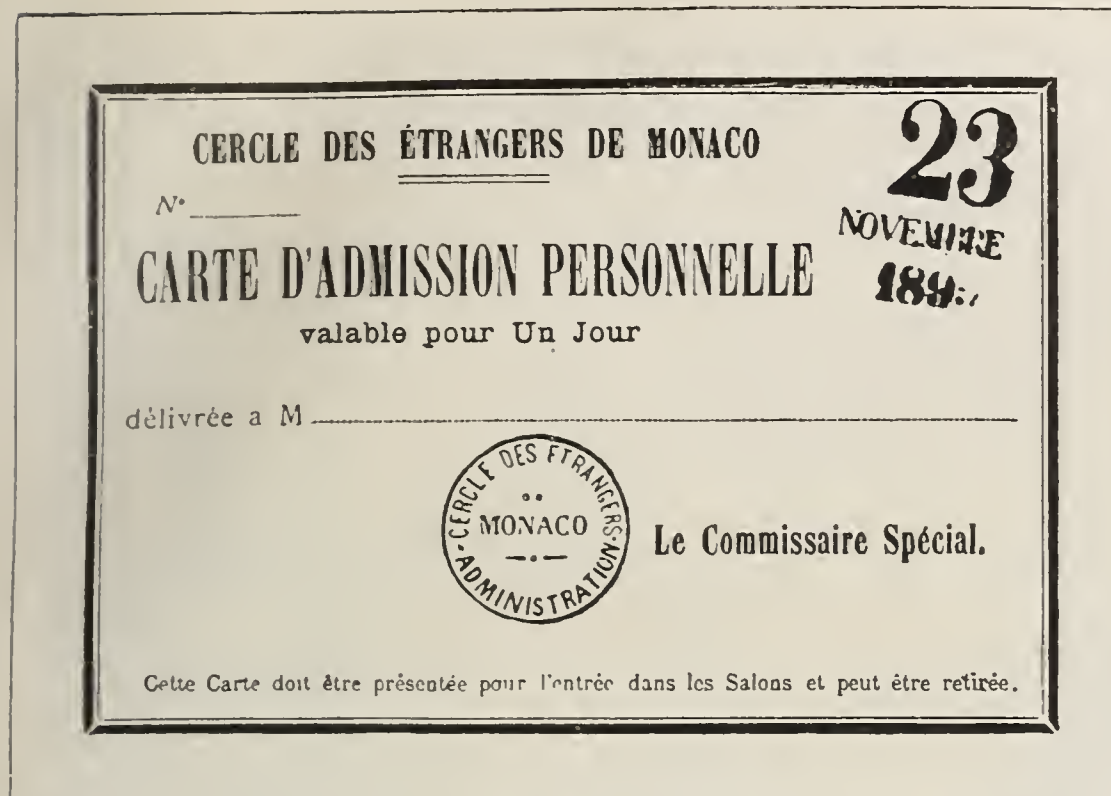 CERCLE DES ÉTRANGERS DE MONACO
23
NOVEMBRE
N°
CARTE D'ADMISSION PERSONNELLE
valable pour Un Jour
délivrée a M
CERCLE DES ETRANGERS
MONACO
ADMINISTRATION
Le Commissaire Spécial.
Cette Carte doit être présentée pour l'entrée dans les Salons et peut être retirée.